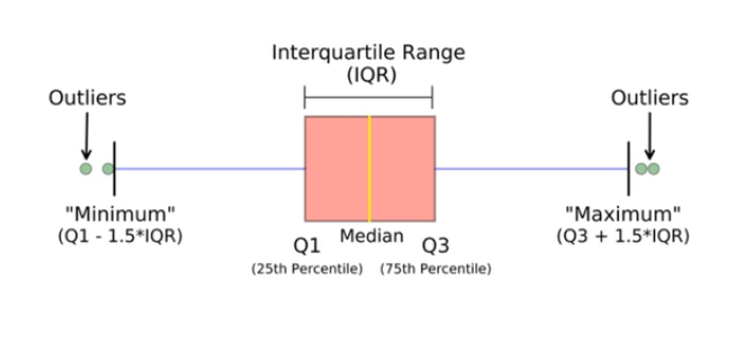 Interquartile Range
(IQR)
Outliers
Outliers
"Minimum"
(Q1 - 1.5*IQR)
Q1
(25th Percentile)
Median
Q3
(75th Percentile)
"Maximum"
(Q3 + 1.5*IQR)